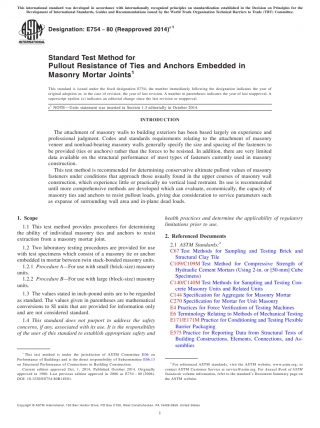 This international standard was developed in accordance with internationally recognized principles on standardization established in the Decision on Principles for the
Development of International Standards, Guides and Recommendations issued by the World Trade Organization Technical Barriers to Trade (TBT) Committee.
Designation: E754 − 80 (Reapproved 2014)ε1
Standard Test Method for
Pullout Resistance of Ties and Anchors Embedded in
Masonry Mortar Joints1
This standard is issued under the fixed designation E754; the number immediately following the designation indicates the year of
original adoption or, in the case of revision, the year of last revision. A number in parentheses indicates the year of last reapproval. A
superscript epsilon (ε) indicates an editorial change since the last revision or reapproval.
ε1 NOTE—Units statement was inserted in Section 1.3 editorially in October 2014.
INTRODUCTION
The attachment of masonry walls to building exteriors has been based largely on experience and
professional judgment. Codes and standards requirements relating to the attachment of masonry
veneer and nonload-bearing masonry walls generally specify the size and spacing of the fasteners to
be provided (ties or anchors) rather than the forces to be resisted. In addition, there are very limited
data available on the structural performance of most types of fasteners currently used in masonry
construction.
This test method is recommended for determining conservative ultimate pullout values of masonry
fasteners under conditions that approach those usually found in the upper courses of masonry wall
construction, which experience little or practically no vertical-load restraint. Its use is recommended
until more comprehensive methods are developed which can evaluate, economically, the capacity of
masonry ties and anchors to resist pullout loads, giving due consideration to service parameters such
as expanse of surrounding wall area and in-plane dead loads.
1. Scope
1.1 This test method provides procedures for determining
the ability of individual masonry ties and anchors to resist
extraction from a masonry mortar joint.
1.2 Two laboratory testing procedures are provided for use
with test specimens which consist of a masonry tie or anchor
embedded in mortar between twin stack-bonded masonry units.
1.2.1 Procedure A—For use with small (brick-size) masonry
units.
1.2.2 Procedure B—For use with large (block-size) masonry
units.
1.3 The values stated in inch-pound units are to be regarded
as standard. The values given in parentheses are mathematical
conversions to SI units that are provided for information only
and are not considered standard.
1.4 This standard does not purport to address the safety
concerns, if any, associated with its use. It is the responsibility
of the user of this standard to establish appropriate safety and
health practices and determine the applicability of regulatory
limitations prior to use.
2. Referenced Documents
2.1 ASTM Standards:2
C67 Test Methods for Sampling and Testing Brick and
Structural Clay Tile
C109/C109M Test Method for Compressive Strength of
Hydraulic Cement Mortars (Using 2-in. or [50-mm] Cube
Specimens)
C140/C140M Test Methods for Sampling and Testing Con-
crete Masonry Units and Related Units
C144 Specification for Aggregate for Masonry Mortar
C270 Specification for Mortar for Unit Masonry
E4 Practices for Force Verification of Testing Machines
E6 Terminology Relating to Methods of Mechanical Testing
E171/E171M Practice for Conditioning and Testing Flexible
Barrier Packaging
E575 Practice for Reporting Data from Structural Tests of
Building Constructions, Elements, Connections, and As-
semblies
1 This test method is under the jurisdiction of ASTM Committee E06 on
Performance of Buildings and is the direct responsibility of Subcommittee E06.13
on Structural Performance of Connections in Building Construction.
Current edition approved Oct. 1, 2014. Published October 2014. Originally
approved in 1980. Last previous edition approved in 2006 as E754 – 80 (2006).
DOI: 10.1520/E0754-80R14E01.
2 For referenced ASTM standards, visit the ASTM website, www.astm.org, or
contact ASTM Customer Service at service@astm.org. For Annual Book of ASTM
Standards volume information, refer to the standard's Document Summary page on
the ASTM website.
Copyright © ASTM International, 100 Barr Harbor Drive, PO Box C700, West Conshohocken, PA 19428-2959. United States
1